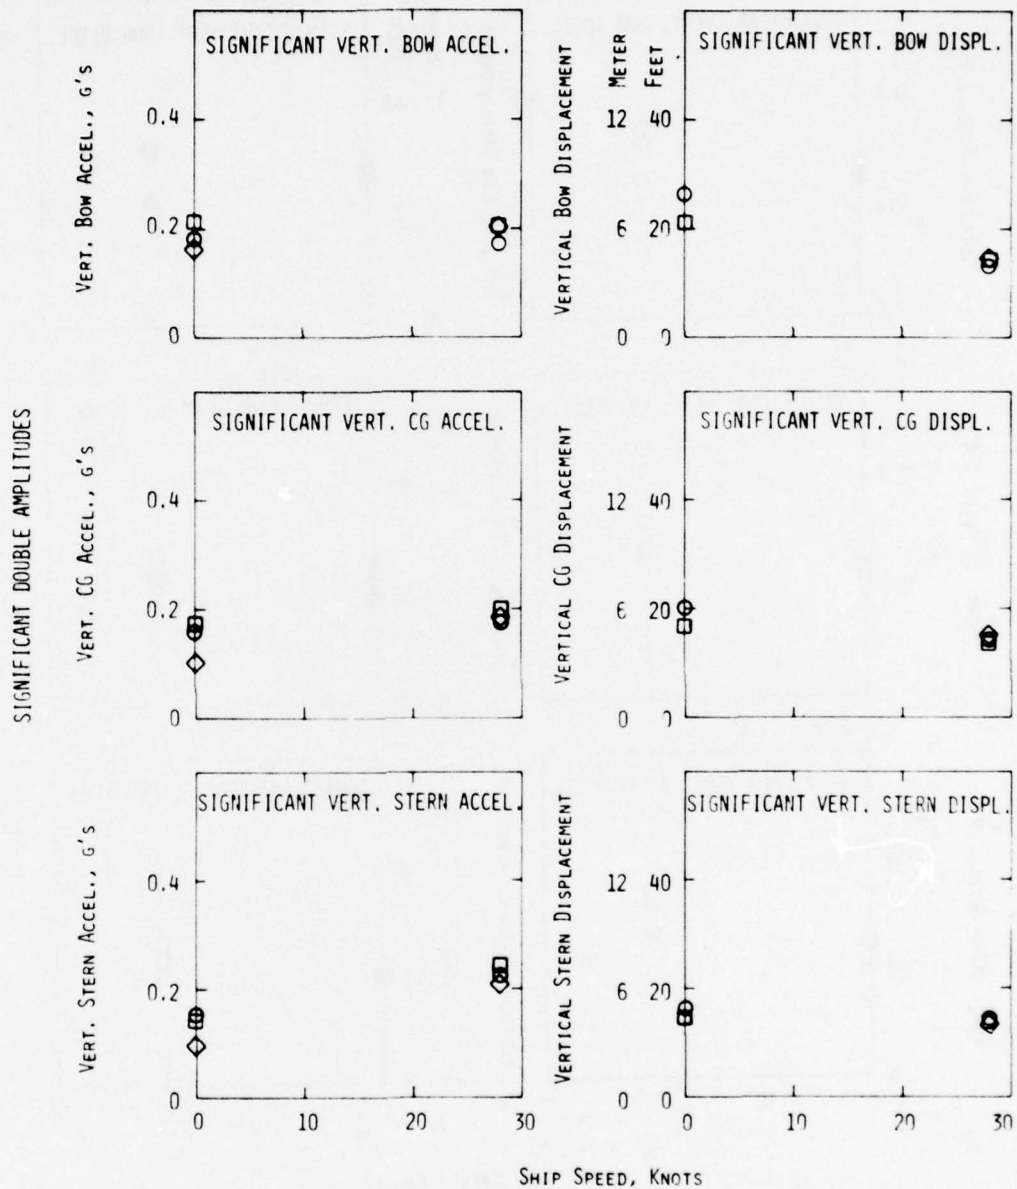 SIGNIFICANT DOUBLE AMPLITUDES
SIGNIFICANT VERT. BOW ACCEL.
VERT. BOW ACCEL., G'S
0.4
0.2
0
SIGNIFICANT VERT. BOW DISPL.
VERTICAL BOW DISPLACEMENT
METER
FEET
12 40
6 20
0 0
SIGNIFICANT VERT. CG ACCEL.
VERT. CG ACCEL., G'S
0.4
0.2
0
SIGNIFICANT VERT. CG DISPL.
VERTICAL CG DISPLACEMENT
12 40
6 20
0 0
SIGNIFICANT VERT. STERN ACCEL.
VERT. STERN ACCEL., G'S
0.4
0.2
0
0 10 20 30
SIGNIFICANT VERT. STERN DISPL.
VERTICAL STERN DISPLACEMENT
12 40
6 20
0 0
0 10 20 30
SHIP SPEED, KNOTS